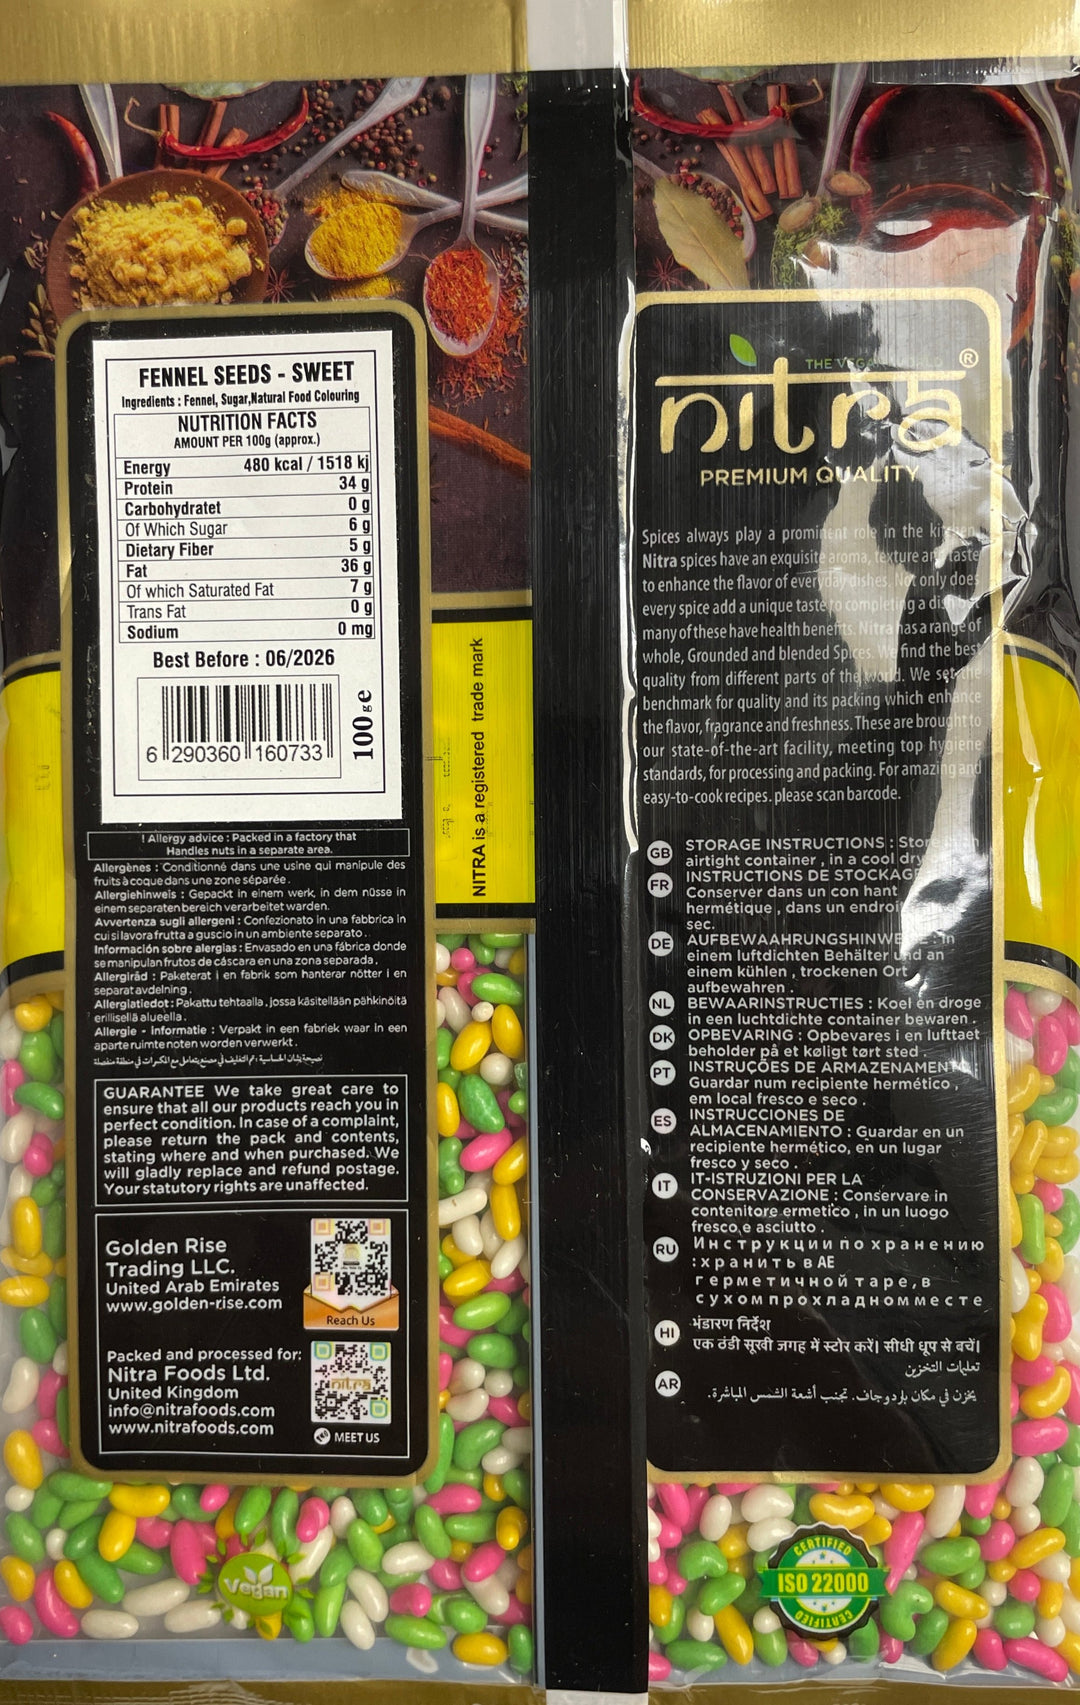 FENNEL SEEDS - SWEET
Ingredients : Fennel, Sugar,Natural Food Colouring
NUTRITION FACTS
AMOUNT PER 100g (approx.)
Energy 480 kcal / 1518 kj
Protein 34 g
Carbohydratet 0 g
Of Which Sugar 6 g
Dietary Fiber 5 g
Fat 36 g
Of which Saturated Fat 7 g
Trans Fat 0 g
Sodium 0 mg
Best Before : 06/2026
6 290360 160733
100 g e
! Allergy advice : Packed in a factory that
Handles nuts in a separate area.
Allergènes : Conditionné dans une usine qui manipule des
fruits à coque dans une zone séparée .
Allergiehinweis : Gepackt in einem werk, in dem nüsse in
einem separaten bereich verarbeitet warden.
Avvertenza sugli allergeni : Confezionato in una fabbrica in
cui si lavora frutta a guscio in un ambiente separato . .
Información sobre alergias : Envasado en una fábrica donde
se manipulan frutos de cáscara en una zona separada .
Allergiråd : Paketerat i en fabrik som hanterar nötter i en
separat avdelning .
Allergiatiedot : Pakattu tehtaalla , jossa käsitellään pähkinöitä
erillisellä alueella .
Allergie - informatie : Verpakt in een fabriek waar in een
aparte ruimte noten worden verwerkt .
نصيحة بشأن الحساسية : تم التغليف في مصنع يتعامل مع المكسرات في منطقة منفصلة
GUARANTEE We take great care to
ensure that all our products reach you in
perfect condition. In case of a complaint,
please return the pack and contents,
stating where and when purchased. We
will gladly replace and refund postage.
Your statutory rights are unaffected.
Golden Rise
Trading LLC.
United Arab Emirates
www.golden-rise.com
Reach Us
Packed and processed for:
Nitra Foods Ltd.
United Kingdom
info@nitrafoods.com
www.nitrafoods.com
nitra
MEET US
Vegan
NITRA is a registered trade mark
THE VEGA
nitra ®
PREMIUM QUALITY
Spices always play a prominent role in the kitchen.
Nitra spices have an exquisite aroma, texture and taste
to enhance the flavor of everyday dishes. Not only does
every spice add a unique taste to completing a dish but
many of these have health benefits. Nitra has a range of
whole, Grounded and blended Spices. We find the best
quality from different parts of the world. We set the
benchmark for quality and its packing which enhance
the flavor, fragrance and freshness. These are brought to
our state-of-the-art facility, meeting top hygiene
standards, for processing and packing. For amazing and
easy-to-cook recipes. please scan barcode.
GB STORAGE INSTRUCTIONS : Store in an
airtight container , in a cool dry
FR INSTRUCTIONS DE STOCKAGE
Conserver dans un con hant
hermétique , dans un endroit
sec.
DE AUFBEWAAHRUNGSHINWEISE : In
einem luftdichten Behälter und an
einem kühlen , trockenen Ort
aufbewahren .
NL BEWAARINSTRUCTIES : Koel en droge
in een luchtdichte container bewaren .
DK OPBEVARING : Opbevares i en lufttaet
beholder på et køligt tørt sted .
PT INSTRUÇÕES DE ARMAZENAMENTO :
Guardar num recipiente hermético ,
em local fresco e seco .
ES INSTRUCCIONES DE
ALMACENAMIENTO : Guardar en un
recipiente hermético, en un lugar
fresco y seco .
IT IT-ISTRUZIONI PER LA
CONSERVAZIONE : Conservare in
contenitore ermetico , in un luogo
fresco e asciutto .
RU Инструкции по хранению
: хранить в АЕ
герметичной таре, в
сухом прохладном месте
HI भंडारण निर्देश
एक ठंडी सूखी जगह में स्टोर करें। सीधी धूप से बचें।
تعليمات التخزين
AR يخزن في مكان بارد وجاف. تجنب أشعة الشمس المباشرة.
CERTIFIED
ISO 22000
CERTIFIED